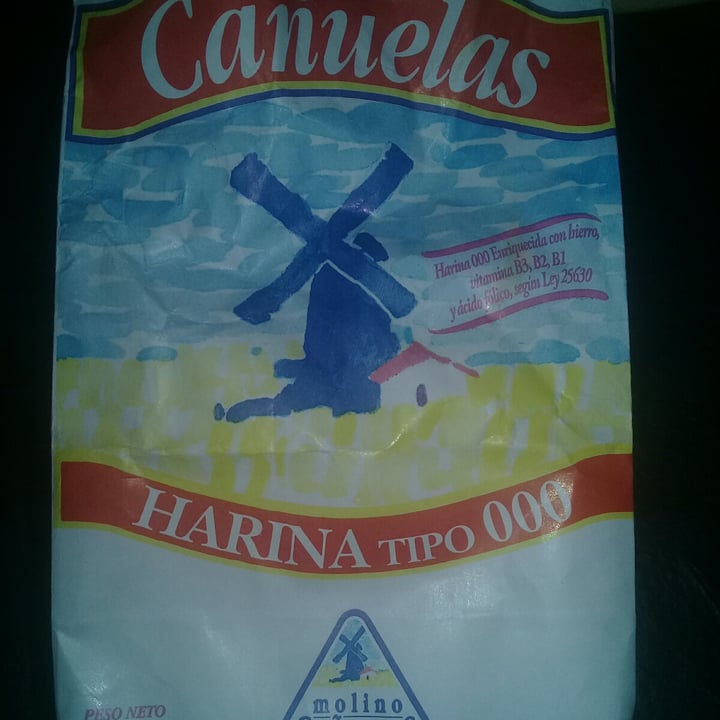 Cañuelas
Harina 000 Enriquecida con hierro,
vitamina B3, B2, B1
y ácido fólico, según Ley 25630
HARINA TIPO 000
molino
PESO NETO